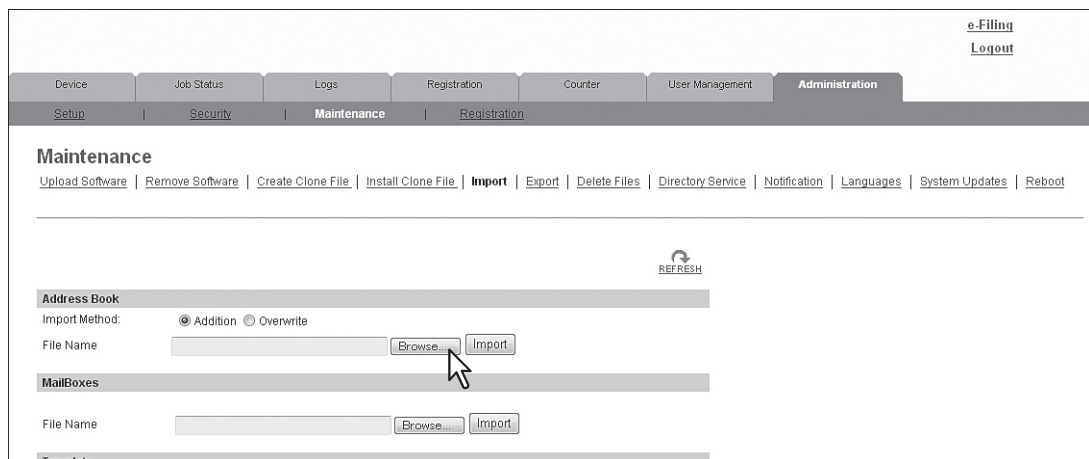 e-Filing
Logout
Device Job Status Logs Registration Counter User Management Administration
Setup | Security | Maintenance | Registration
Maintenance
Upload Software | Remove Software | Create Clone File | Install Clone File | Import | Export | Delete Files | Directory Service | Notification | Languages | System Updates | Reboot
REFRESH
Address Book
Import Method: Addition Overwrite
File Name Browse... Import
MailBoxes
File Name Browse... Import